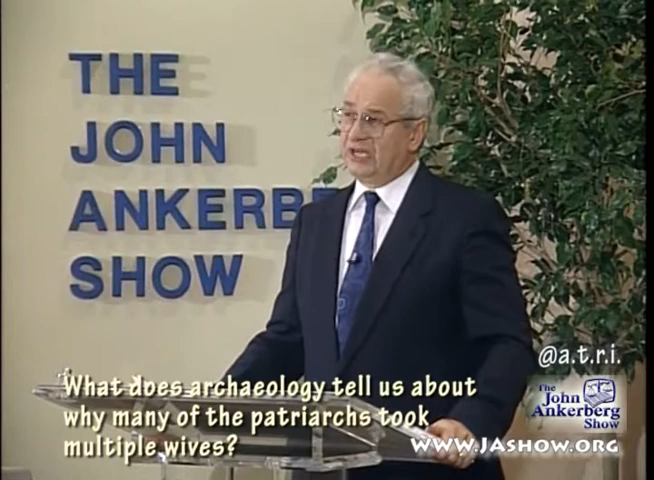 THE
JOHN
ANKERBE
SHOW
@a.t.r.i.
What does archaeology tell us about
why many of the patriarchs took
multiple wives?
The
John
Ankerberg
Show
WWW.JASHOW.ORG